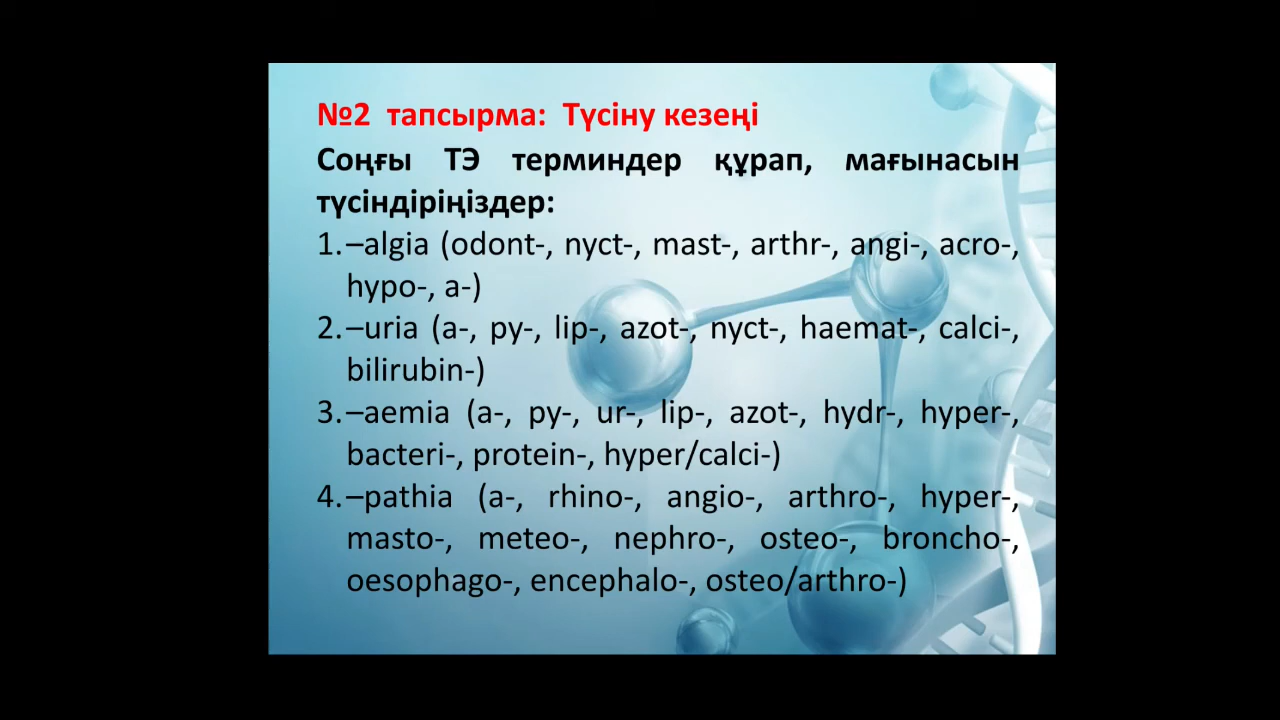 №2 тапсырма: Түсіну кезеңі
Соңғы ТЭ терминдер құрап, мағынасын
түсіндіріңіздер:
1. –algia (odont-, nyct-, mast-, arthr-, angi-, acro-,
hypo-, a-)
2. –uria (a-, py-, lip-, azot-, nyct-, haemat-, calci-,
bilirubin-)
3. –aemia (a-, py-, ur-, lip-, azot-, hydr-, hyper-,
bacteri-, protein-, hyper/calci-)
4. –pathia (a-, rhino-, angio-, arthro-, hyper-,
masto-, meteo-, nephro-, osteo-, broncho-,
oesophago-, encephalo-, osteo/arthro-)